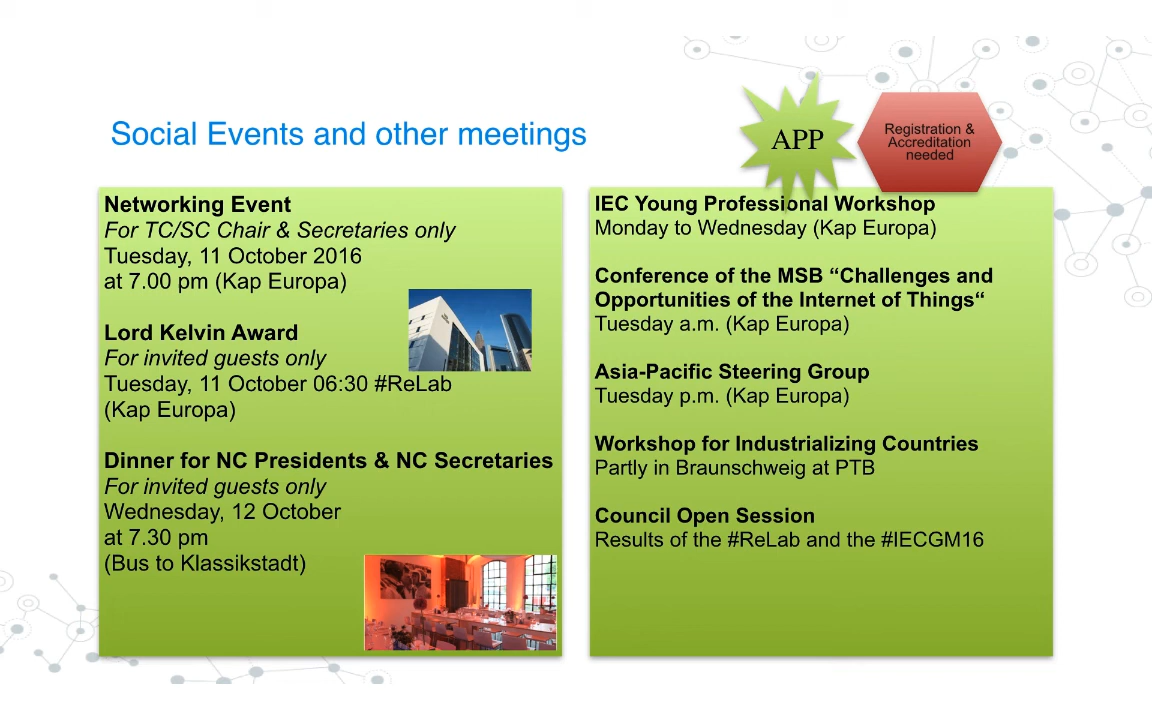 Social Events and other meetings
APP
Registration &
Accreditation
needed
Networking Event
For TC/SC Chair & Secretaries only
Tuesday, 11 October 2016
at 7.00 pm (Kap Europa)
Lord Kelvin Award
For invited guests only
Tuesday, 11 October 06:30 #ReLab
(Kap Europa)
Dinner for NC Presidents & NC Secretaries
For invited guests only
Wednesday, 12 October
at 7.30 pm
(Bus to Klassikstadt)
IEC Young Professional Workshop
Monday to Wednesday (Kap Europa)
Conference of the MSB “Challenges and
Opportunities of the Internet of Things“
Tuesday a.m. (Kap Europa)
Asia-Pacific Steering Group
Tuesday p.m. (Kap Europa)
Workshop for Industrializing Countries
Partly in Braunschweig at PTB
Council Open Session
Results of the #ReLab and the #IECGM16